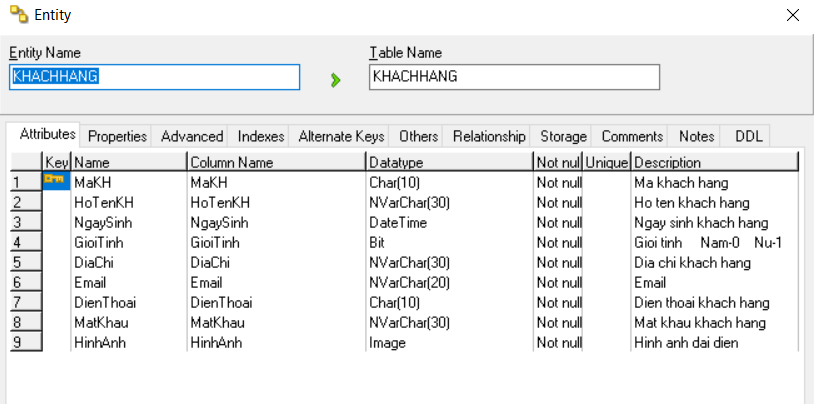 Entity
Entity Name Table Name
KHACHHANG KHACHHANG
Attributes Properties Advanced Indexes Alternate Keys Others Relationship Storage Comments Notes DDL
Key Name Column Name Datatype Not null Unique Description
1 MaKH MaKH Char(10) Not null Ma khach hang
2 HoTenKH HoTenKH NVarChar(30) Not null Ho ten khach hang
3 NgaySinh NgaySinh DateTime Not null Ngay sinh khach hang
4 GioiTinh GioiTinh Bit Not null Gioi tinh Nam-0 Nu-1
5 DiaChi DiaChi NVarChar(30) Not null Dia chi khach hang
6 Email Email NVarChar(20) Not null Email
7 DienThoai DienThoai Char(10) Not null Dien thoai khach hang
8 MatKhau MatKhau NVarChar(30) Not null Mat khau khach hang
9 HinhAnh HinhAnh Image Not null Hinh anh dai dien